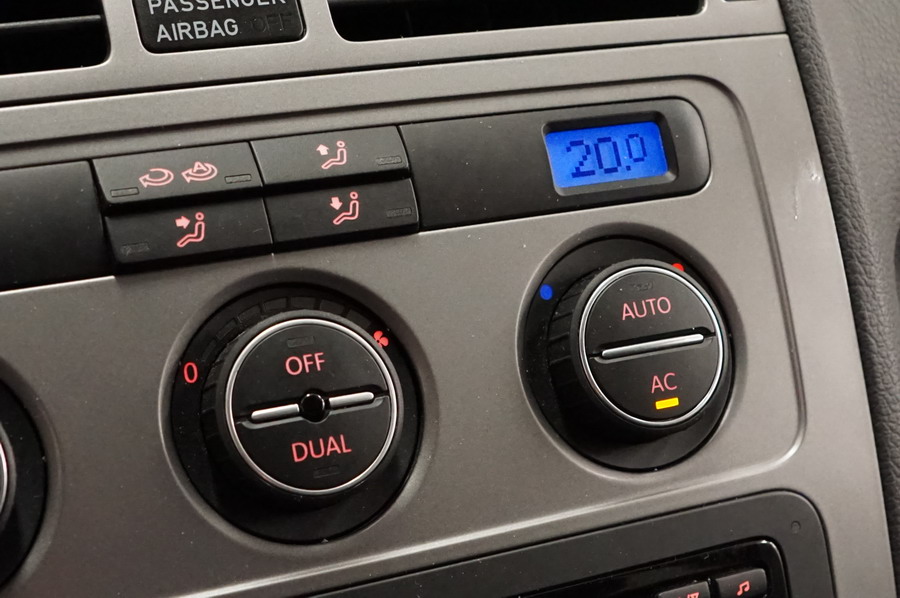 PASSENGER
AIRBAG OFF
20.0
0
OFF
DUAL
AUTO
AC